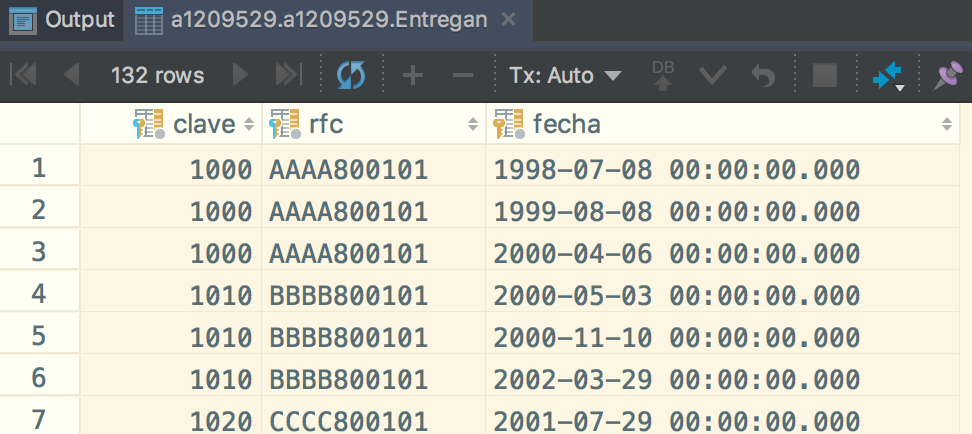 Output a1209529.a1209529.Entregan ×
132 rows Tx: Auto DB
clave rfc fecha
1 1000 AAAA800101 1998-07-08 00:00:00.000
2 1000 AAAA800101 1999-08-08 00:00:00.000
3 1000 AAAA800101 2000-04-06 00:00:00.000
4 1010 BBBB800101 2000-05-03 00:00:00.000
5 1010 BBBB800101 2000-11-10 00:00:00.000
6 1010 BBBB800101 2002-03-29 00:00:00.000
7 1020 CCCC800101 2001-07-29 00:00:00.000